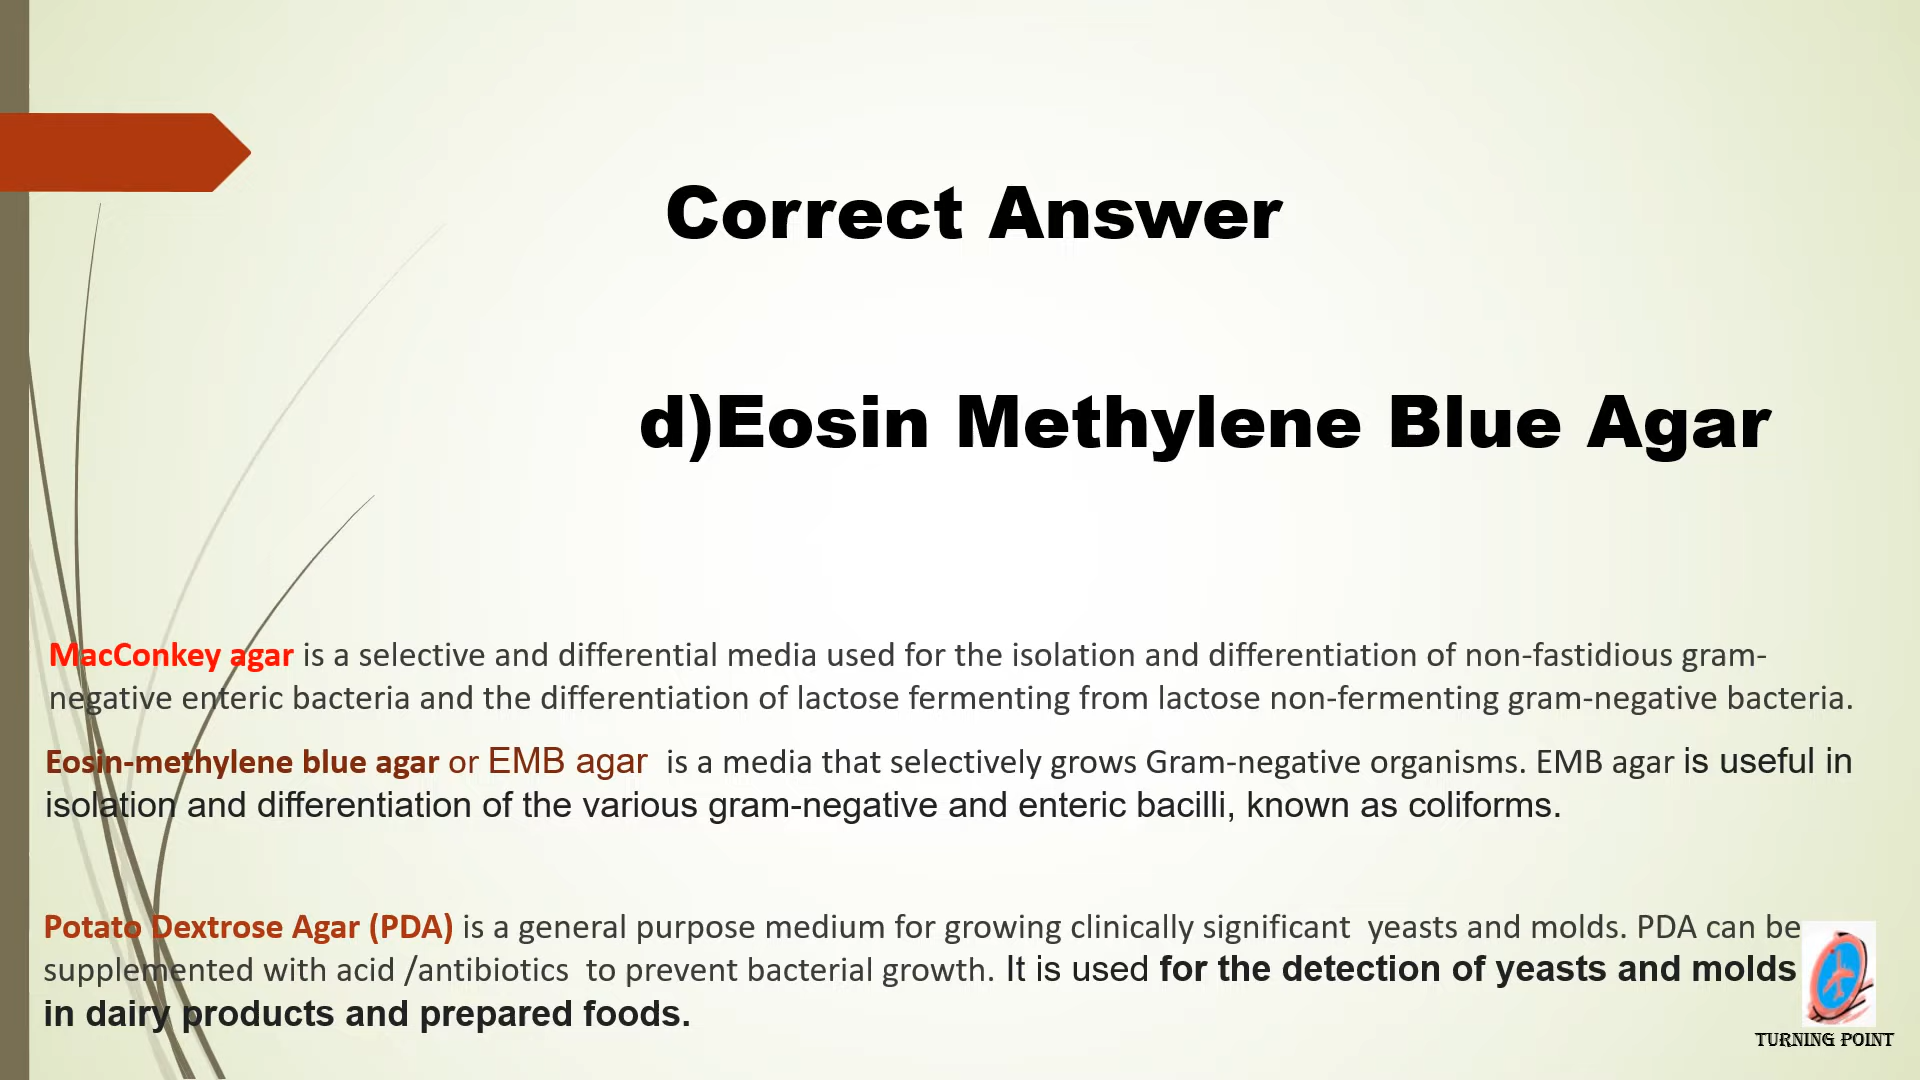 Correct Answer
d)Eosin Methylene Blue Agar
MacConkey agar is a selective and differential media used for the isolation and differentiation of non-fastidious gram-
negative enteric bacteria and the differentiation of lactose fermenting from lactose non-fermenting gram-negative bacteria.
Eosin-methylene blue agar or EMB agar is a media that selectively grows Gram-negative organisms. EMB agar is useful in
isolation and differentiation of the various gram-negative and enteric bacilli, known as coliforms.
Potato Dextrose Agar (PDA) is a general purpose medium for growing clinically significant yeasts and molds. PDA can be
supplemented with acid /antibiotics to prevent bacterial growth. It is used for the detection of yeasts and molds
in dairy products and prepared foods.
TURNING POINT